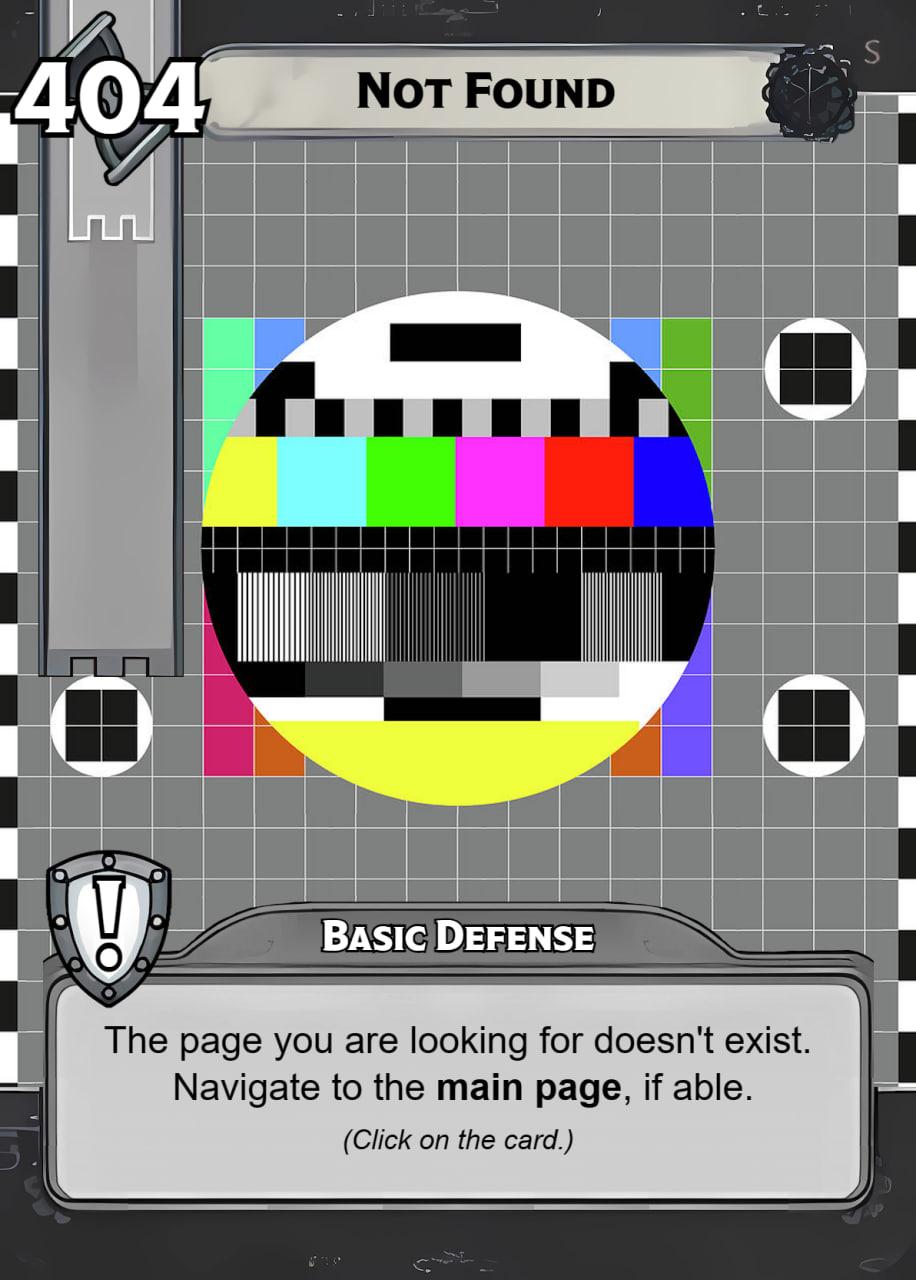 404
Not Found
S
!
Basic Defense
The page you are looking for doesn't exist.
Navigate to the main page, if able.
(Click on the card.)